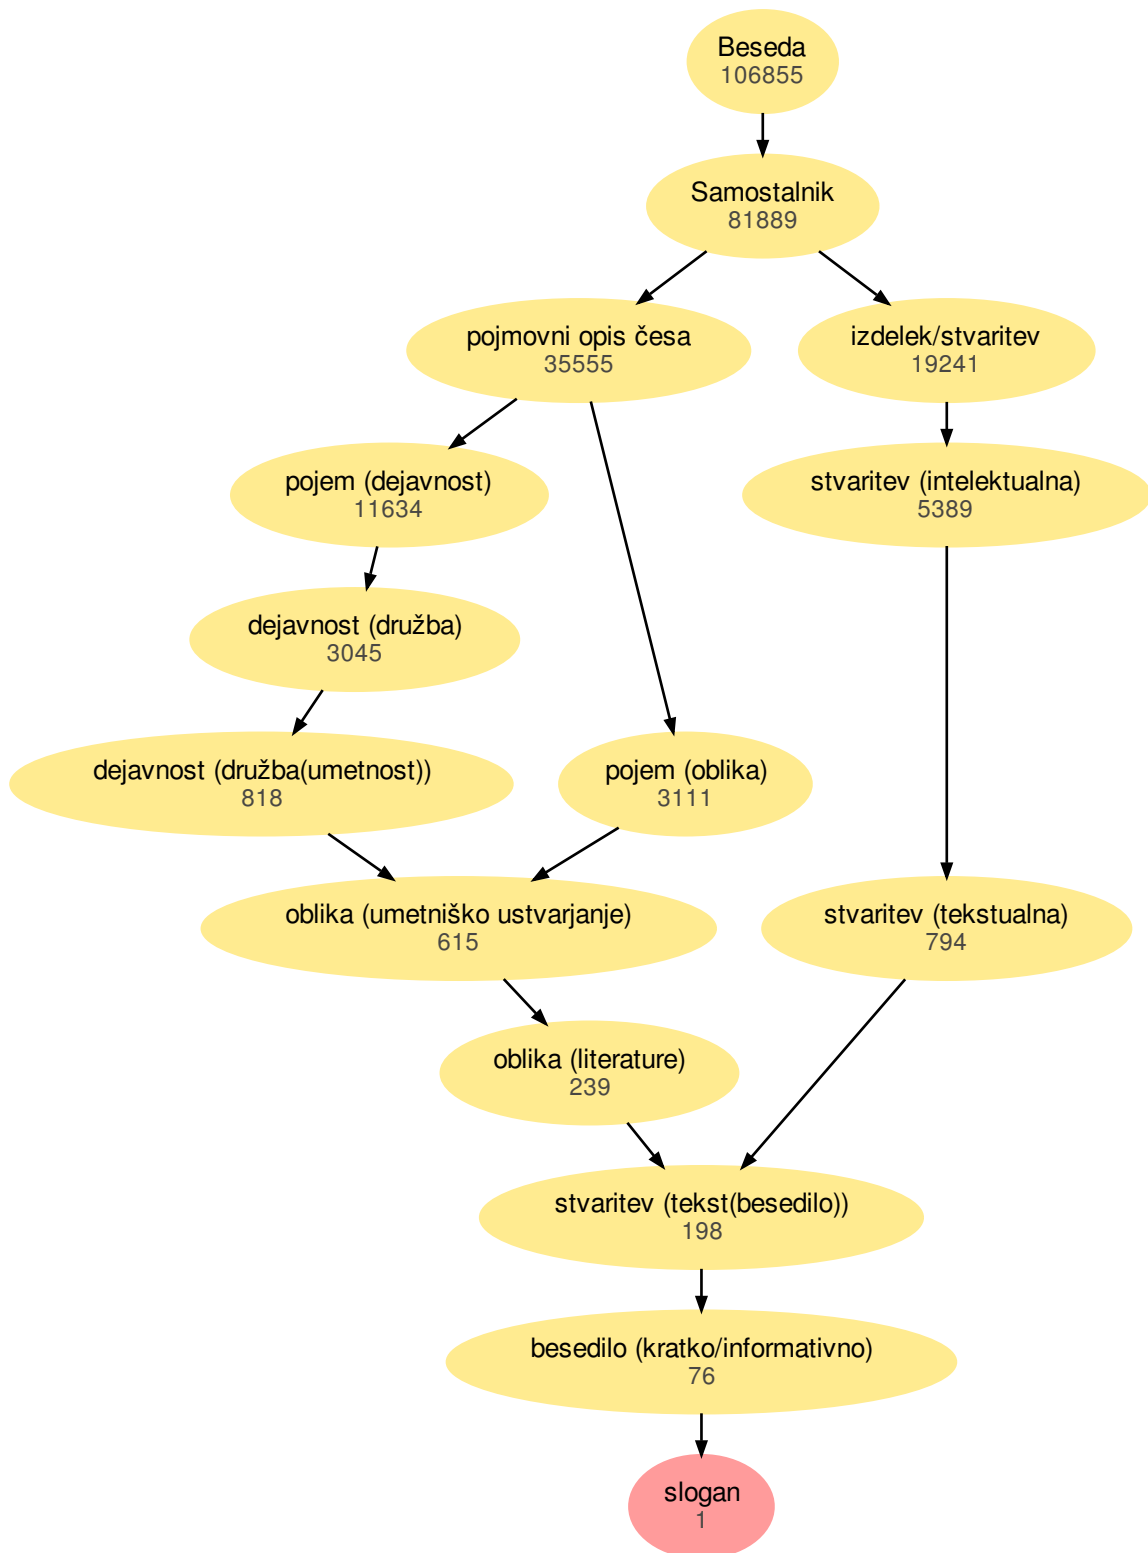 Beseda
106855
Samostalnik
81889
pojmovni opis česa
35555
izdelek/stvaritev
19241
pojem (dejavnost)
11634
stvaritev (intelektualna)
5389
dejavnost (družba)
3045
dejavnost (družba(umetnost))
818
pojem (oblika)
3111
oblika (umetniško ustvarjanje)
615
stvaritev (tekstualna)
794
oblika (literature)
239
stvaritev (tekst(besedilo))
198
besedilo (kratko/informativno)
76
slogan
1